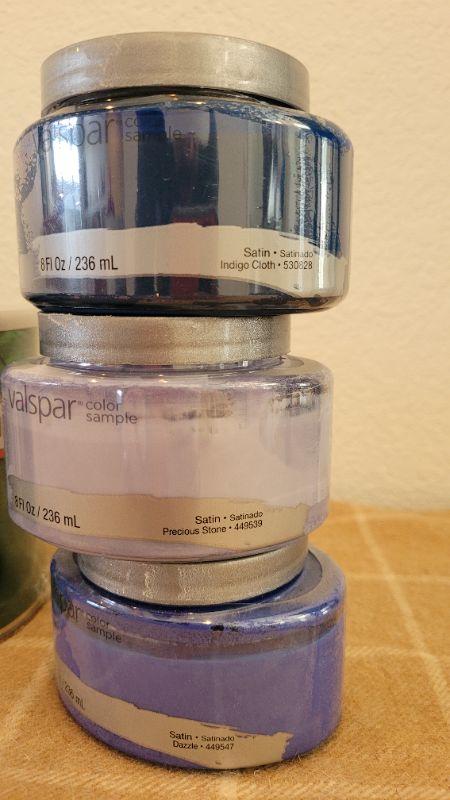 valspar color
sample
8 Fl Oz / 236 mL
Satin • Satinado
Indigo Cloth • 530828
valspar® color
sample
8 Fl Oz / 236 mL
Satin • Satinado
Precious Stone • 449539
color
sample
236 mL
Satin • Satinado
Dazzle • 449547